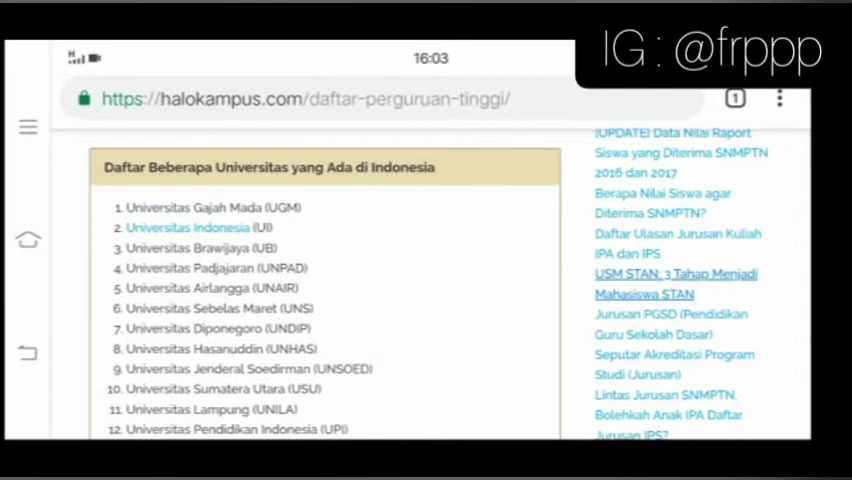 IG : @frppp
H
16:03
https://halokampus.com/daftar-perguruan-tinggi/
1
Daftar Beberapa Universitas yang Ada di Indonesia
1. Universitas Gajah Mada (UGM)
2. Universitas Indonesia (UI)
3. Universitas Brawijaya (UB)
4. Universitas Padjajaran (UNPAD)
5. Universitas Airlangga (UNAIR)
6. Universitas Sebelas Maret (UNS)
7. Universitas Diponegoro (UNDIP)
8. Universitas Hasanuddin (UNHAS)
9. Universitas Jenderal Soedirman (UNSOED)
10. Universitas Sumatera Utara (USU)
11. Universitas Lampung (UNILA)
12. Universitas Pendidikan Indonesia (UPI)
[UPDATE] Data Nilai Raport
Siswa yang Diterima SNMPTN
2016 dan 2017
Berapa Nilai Siswa agar
Diterima SNMPTN?
Daftar Ulasan Jurusan Kuliah
IPA dan IPS
USM STAN: 3 Tahap Menjadi
Mahasiswa STAN
Jurusan PGSD (Pendidikan
Guru Sekolah Dasar)
Seputar Akreditasi Program
Studi (Jurusan)
Lintas Jurusan SNMPTN,
Bolehkah Anak IPA Daftar
Jurusan IPS?